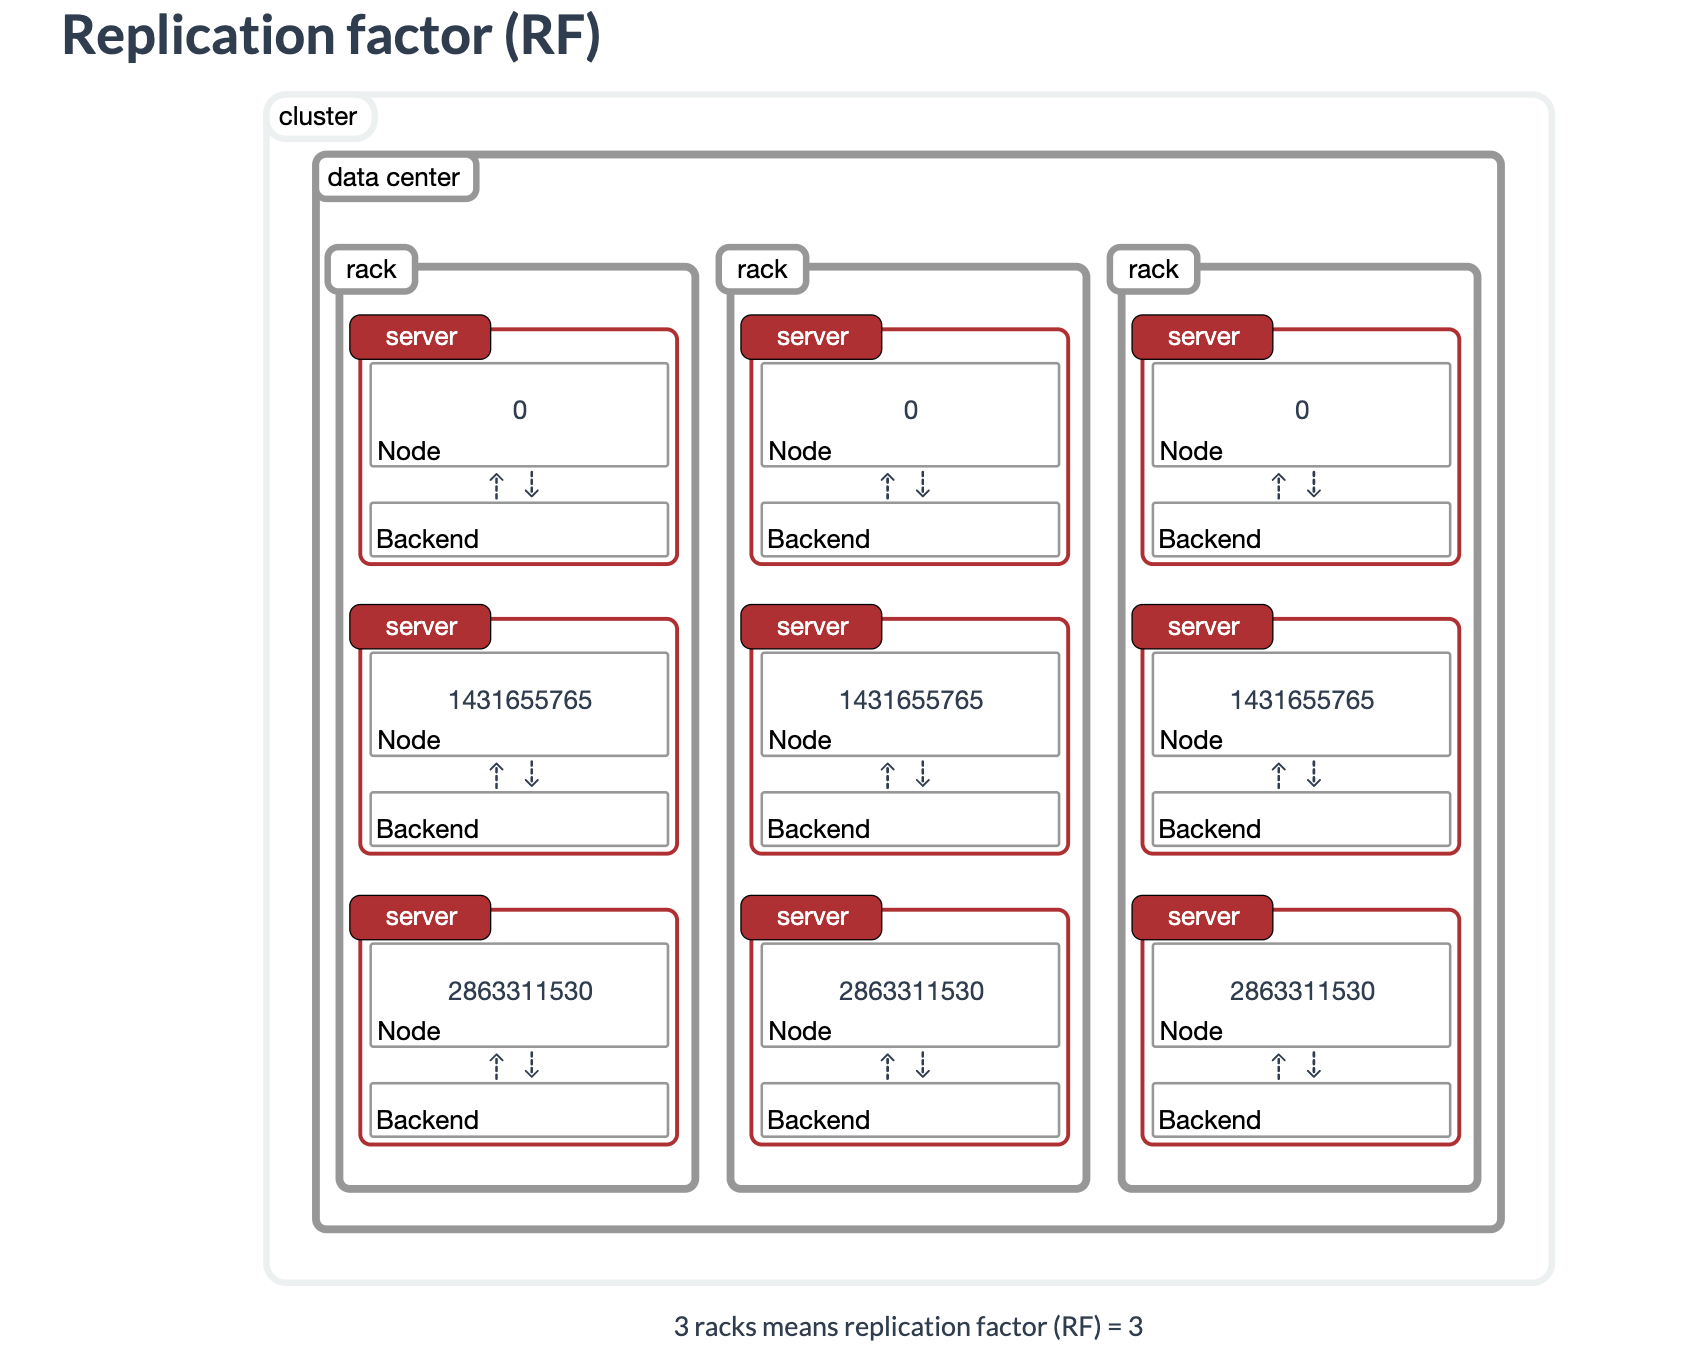 Replication factor (RF)
cluster
data center
rack
server
0
Node
Backend
server
1431655765
Node
Backend
server
2863311530
Node
Backend
rack
server
0
Node
Backend
server
1431655765
Node
Backend
server
2863311530
Node
Backend
rack
server
0
Node
Backend
server
1431655765
Node
Backend
server
2863311530
Node
Backend
3 racks means replication factor (RF) = 3